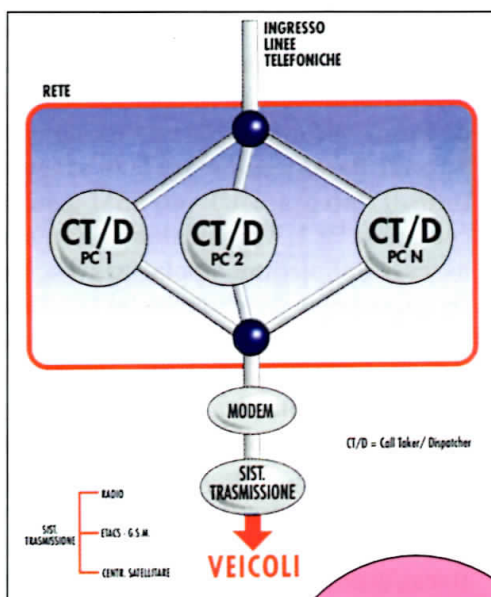 INGRESSO
LINEE
TELEFONICHE
RETE
CT/D
PC 1
CT/D
PC 2
CT/D
PC N
MODEM
CT/D = Call Taker/ Dispatcher
SIST.
TRASMISSIONE
SIST.
TRASMISSIONE
RADIO
ETACS - G.S.M.
CENTR. SATELLITARE
VEICOLI